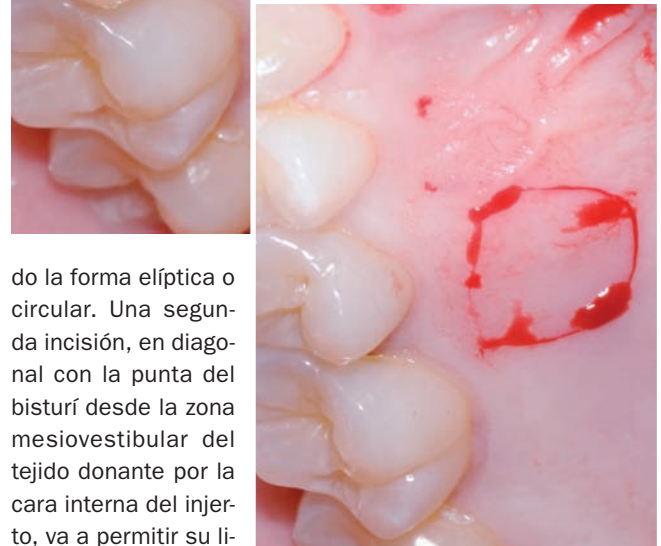 do la forma elíptica o
circular. Una segun-
da incisión, en diago-
nal con la punta del
bisturí desde la zona
mesiovestibular del
tejido donante por la
cara interna del injer-
to, va a permitir su li-